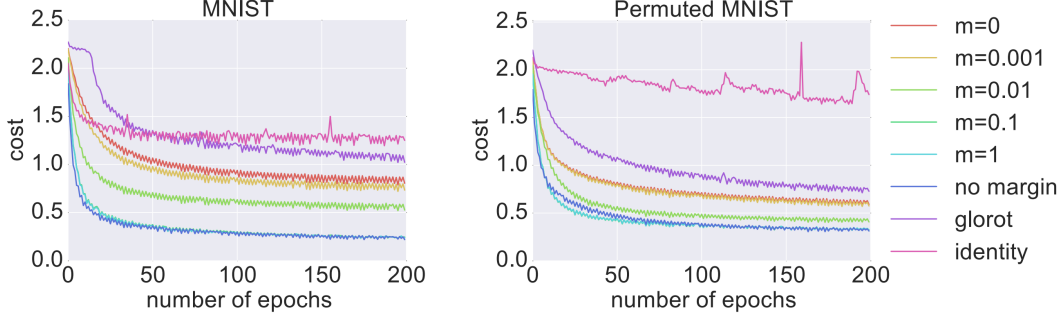 MNIST
2.5
2.0
1.5
1.0
0.5
0.0
cost
0 50 100 150 200
number of epochs
Permuted MNIST
2.5
2.0
1.5
1.0
0.5
0.0
cost
0 50 100 150 200
number of epochs
m=0
m=0.001
m=0.01
m=0.1
m=1
no margin
glorot
identity